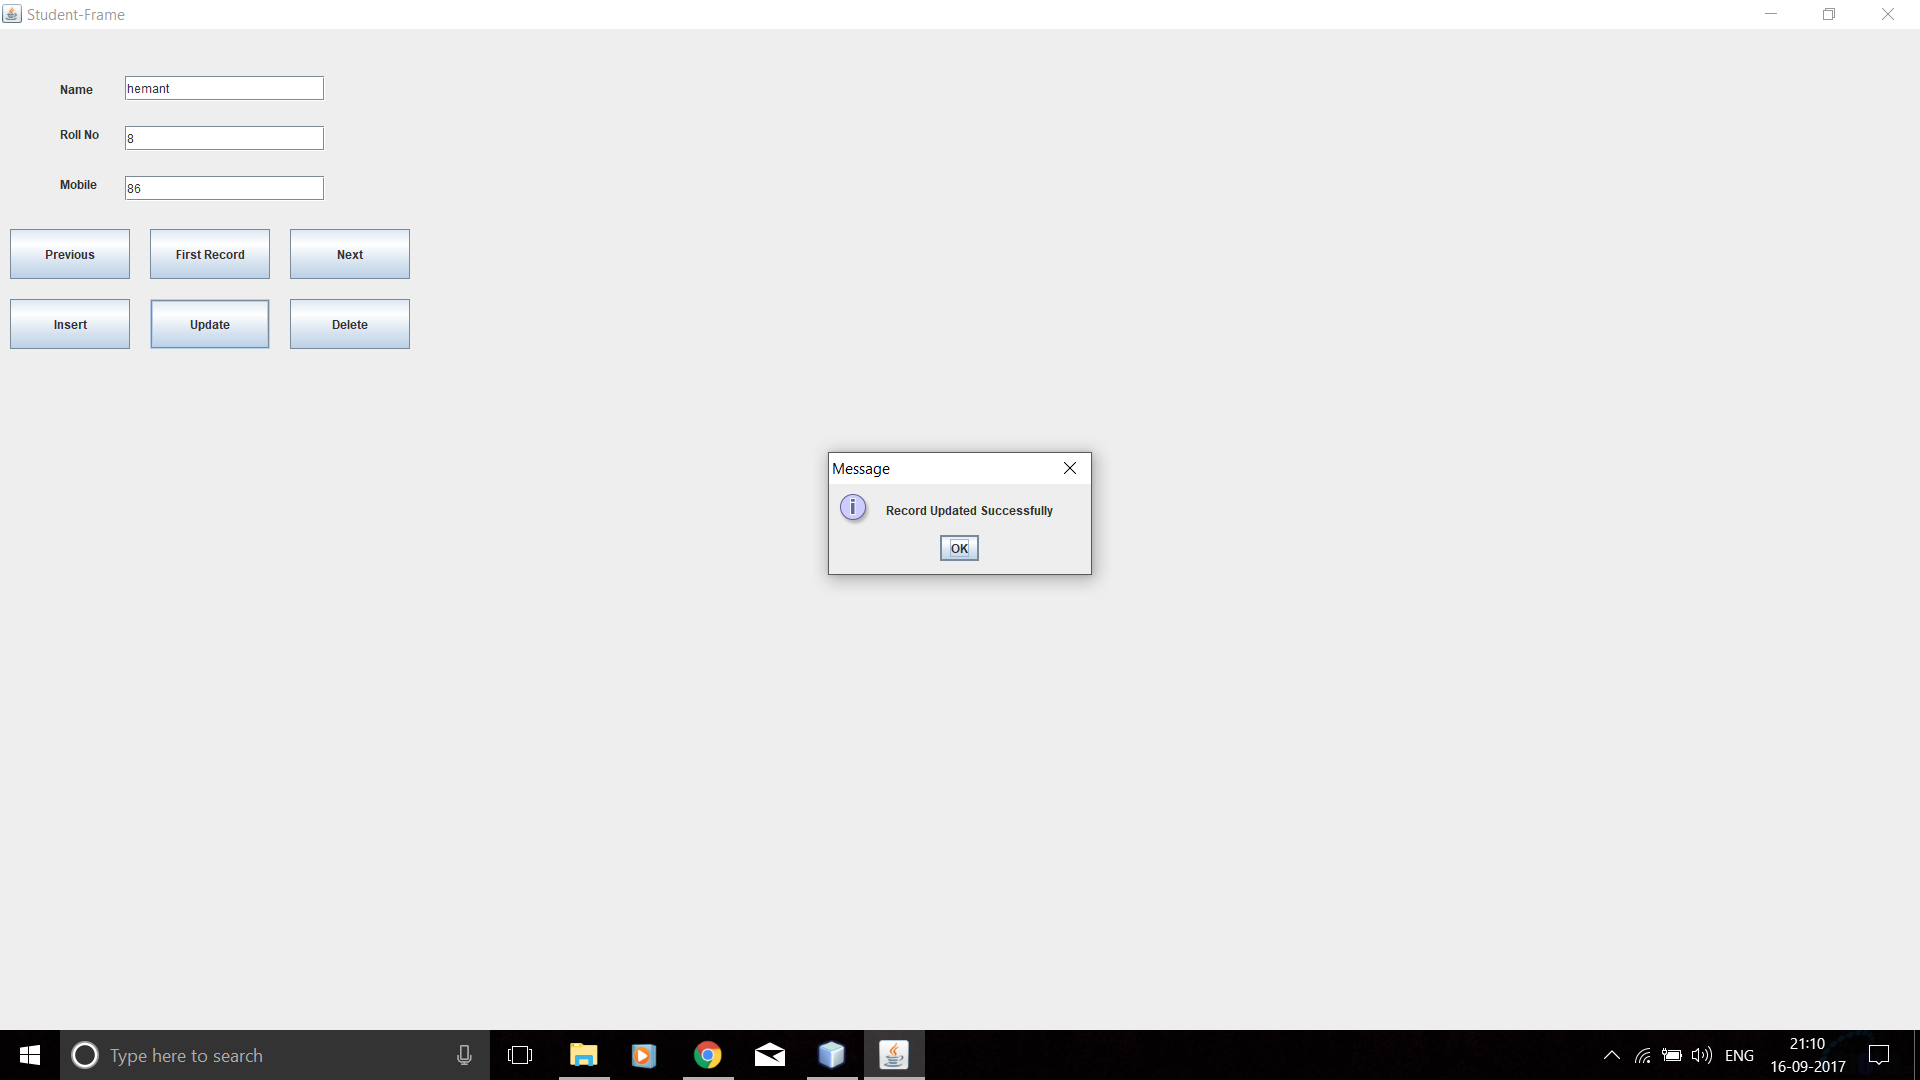 Student-Frame
Name hemant
Roll No 8
Mobile 86
Previous First Record Next
Insert Update Delete
Message
i Record Updated Successfully
OK
Type here to search
ENG
21:10
16-09-2017